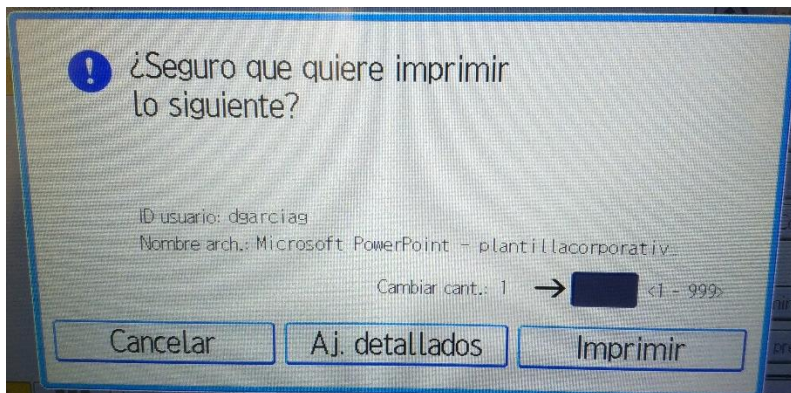 ¿Seguro que quiere imprimir
lo siguiente?
ID usuario: dgarciag
Nombre arch.: Microsoft PowerPoint - plantillacorporativ...
Cambiar cant.: 1 → <1 - 999>
Cancelar
Aj. detallados
Imprimir